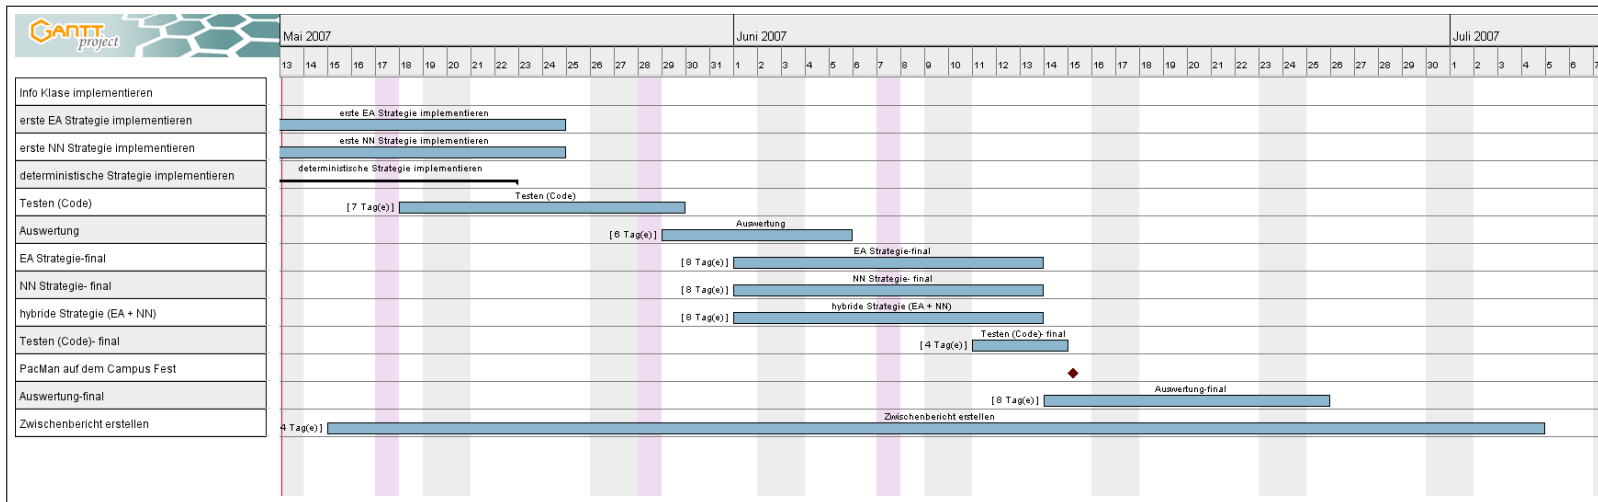 GANTT project
Mai 2007 Juni 2007 Juli 2007
13 14 15 16 17 18 19 20 21 22 23 24 25 26 27 28 29 30 31 1 2 3 4 5 6 7 8 9 10 11 12 13 14 15 16 17 18 19 20 21 22 23 24 25 26 27 28 29 30 1 2 3 4 5 6 7
Info Klase implementieren
erste EA Strategie implementieren erste EA Strategie implementieren
erste NN Strategie implementieren erste NN Strategie implementieren
deterministische Strategie implementieren deterministische Strategie implementieren
Testen (Code) [7 Tag(e)] Testen (Code)
Auswertung [6 Tag(e)] Auswertung
EA Strategie-final [8 Tag(e)] EA Strategie-final
NN Strategie- final [8 Tag(e)] NN Strategie- final
hybride Strategie (EA + NN) [8 Tag(e)] hybride Strategie (EA + NN)
Testen (Code)- final [4 Tag(e)] Testen (Code)- final
PacMan auf dem Campus Fest
Auswertung-final [8 Tag(e)] Auswertung-final
Zwischenbericht erstellen 4 Tag(e)] Zwischenbericht erstellen